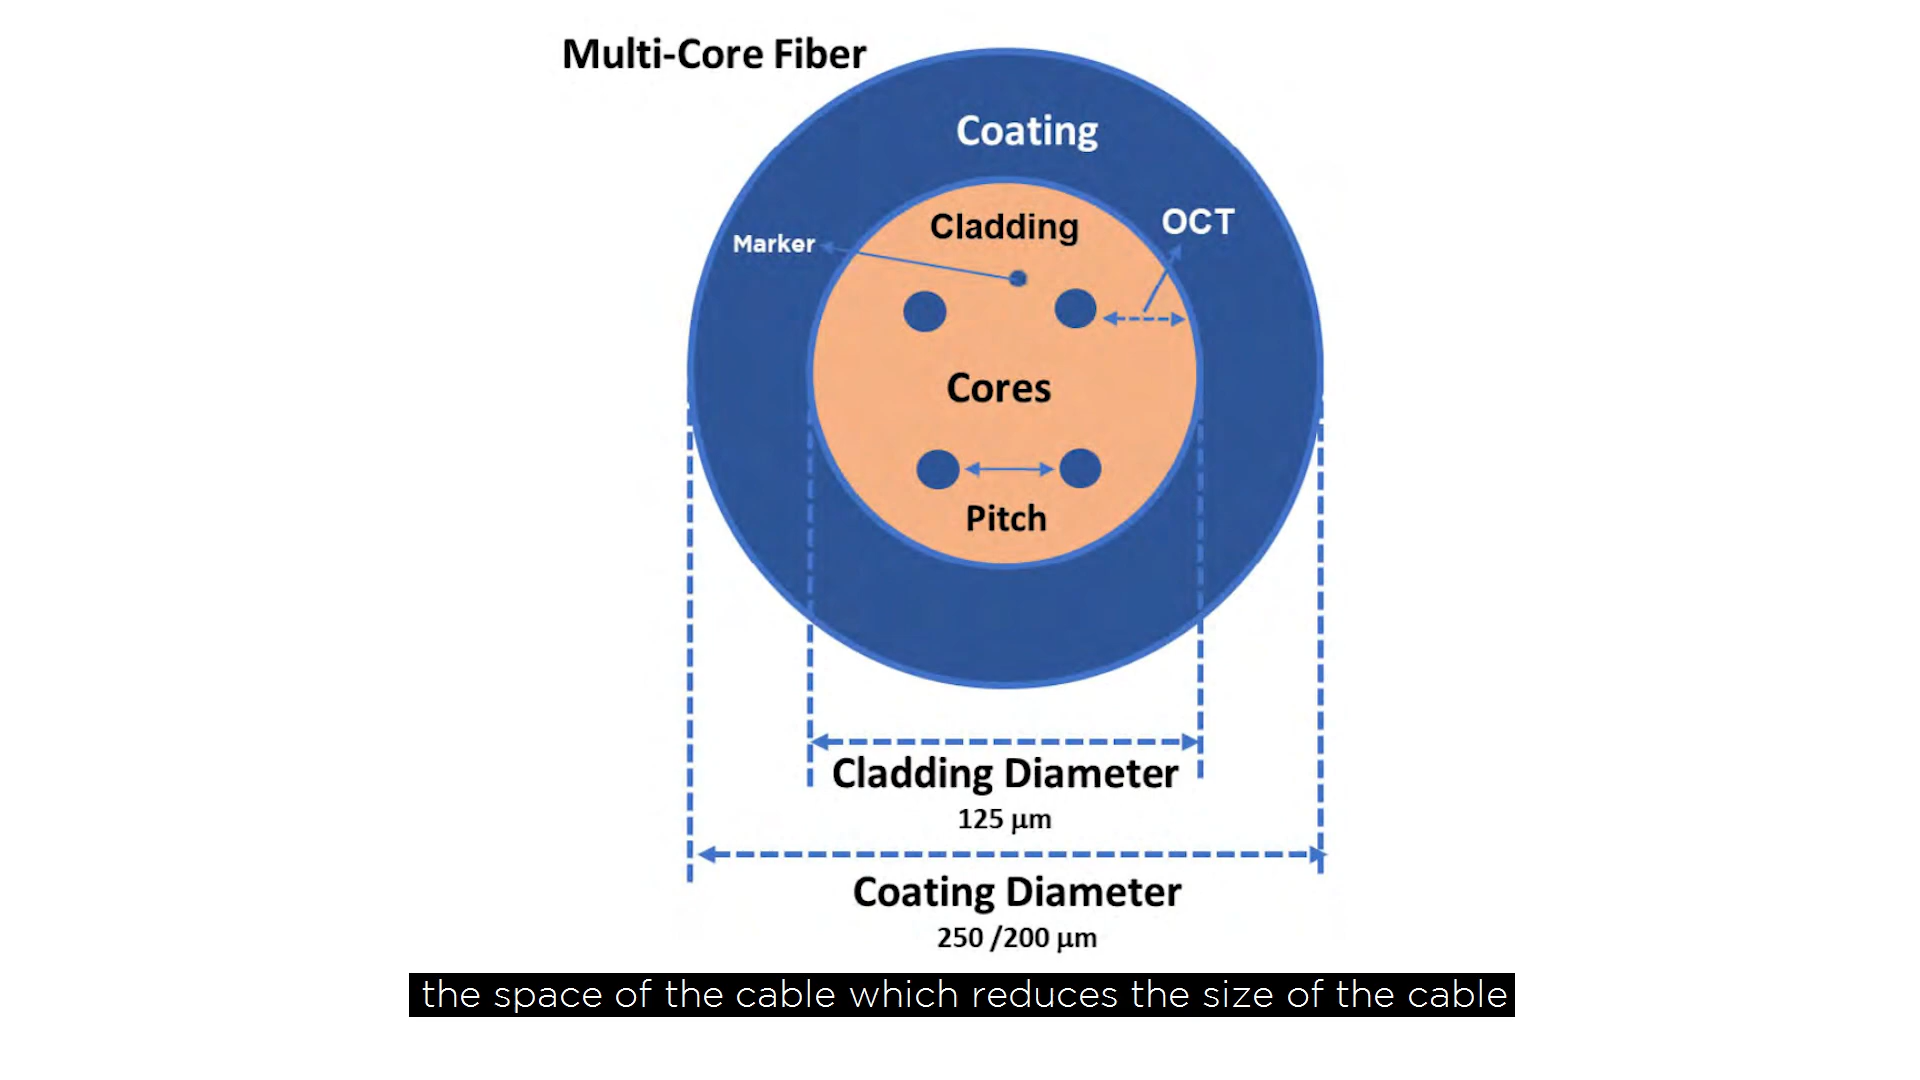 Multi-Core Fiber
Coating
OCT
Cladding
Marker
Cores
Pitch
Cladding Diameter
125 μm
Coating Diameter
250 /200 μm
the space of the cable which reduces the size of the cable